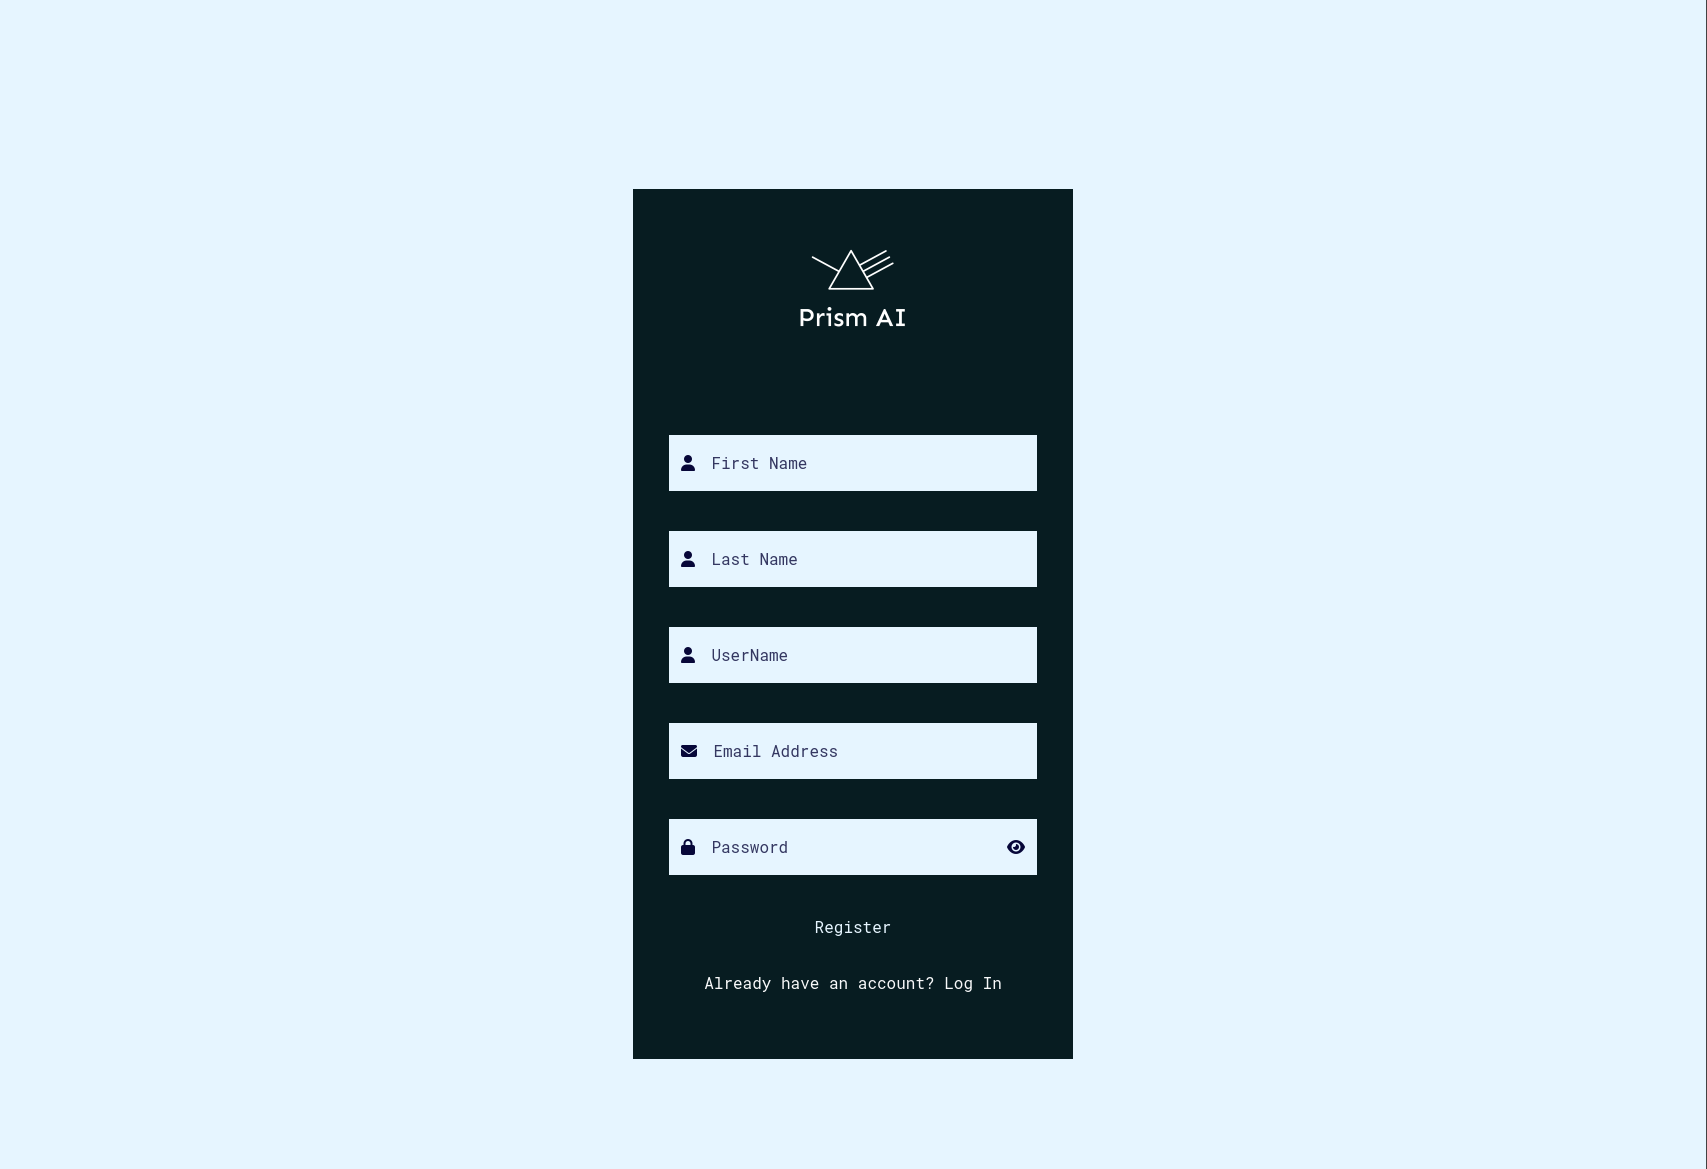 Prism AI
First Name
Last Name
UserName
Email Address
Password
Register
Already have an account? Log In